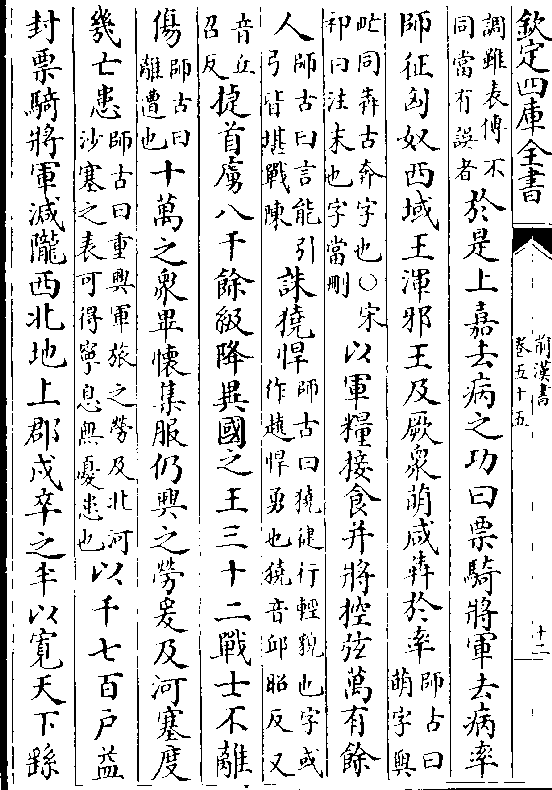 欽定四庫全書
前漢書
卷五十五
十二
調雖表傳不
同當有誤者
於是上嘉去病之功曰票騎將軍去病率
師征匈奴西域王渾邪王及厥衆萌咸犇於率
師古曰
萌字與
甿同犇古奔字也○宋
祁曰注末也字當刪
以軍糧接食并將控弦萬有餘
人
師古曰言能引
弓皆堪戰陳
誅獟悍
師古曰獟健行輕貌也字或
作趬悍勇也獟音邱昭反又
音丘
召反
捷首虜八千餘級降異國之王三十二戰士不離
傷
師古曰
離遭也
十萬之衆畢懷集服仍興之勞爰及河塞庶
幾亡患
師古曰重興軍旅之勞及北河
沙塞之表可得寧息無憂患也
以千七百户益
封票騎將軍減隴西北地上郡戍卒之半以寬天下繇